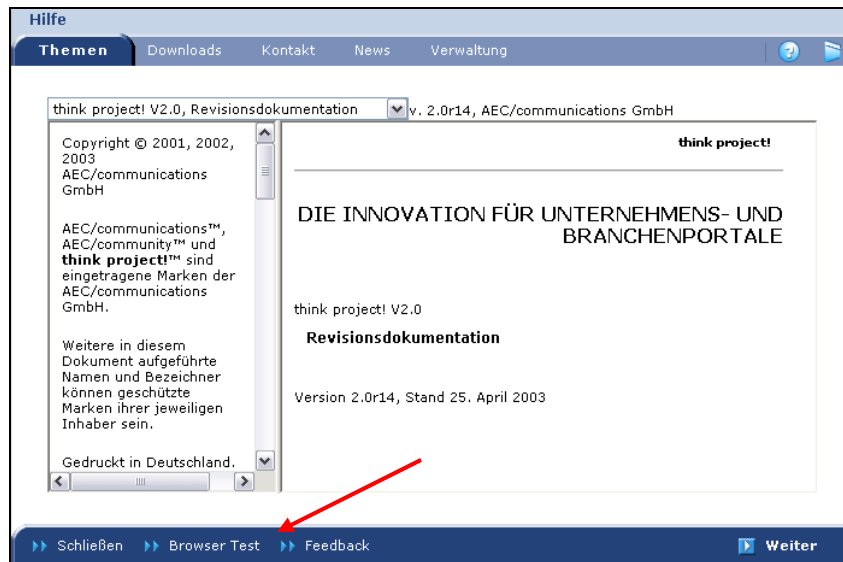 Hilfe
Themen Downloads Kontakt News Verwaltung
think project! V2.0, Revisionsdokumentation v. 2.0r14, AEC/communications GmbH
Copyright © 2001, 2002,
2003
AEC/communications
GmbH
AEC/communications™,
AEC/community™ und
think project!™ sind
eingetragene Marken der
AEC/communications
GmbH.
Weitere in diesem
Dokument aufgeführte
Namen und Bezeichner
können geschützte
Marken ihrer jeweiligen
Inhaber sein.
Gedruckt in Deutschland.
think project!
DIE INNOVATION FÜR UNTERNEHMENS- UND
BRANCHENPORTALE
think project! V2.0
Revisionsdokumentation
Version 2.0r14, Stand 25. April 2003
Schließen Browser Test Feedback Weiter